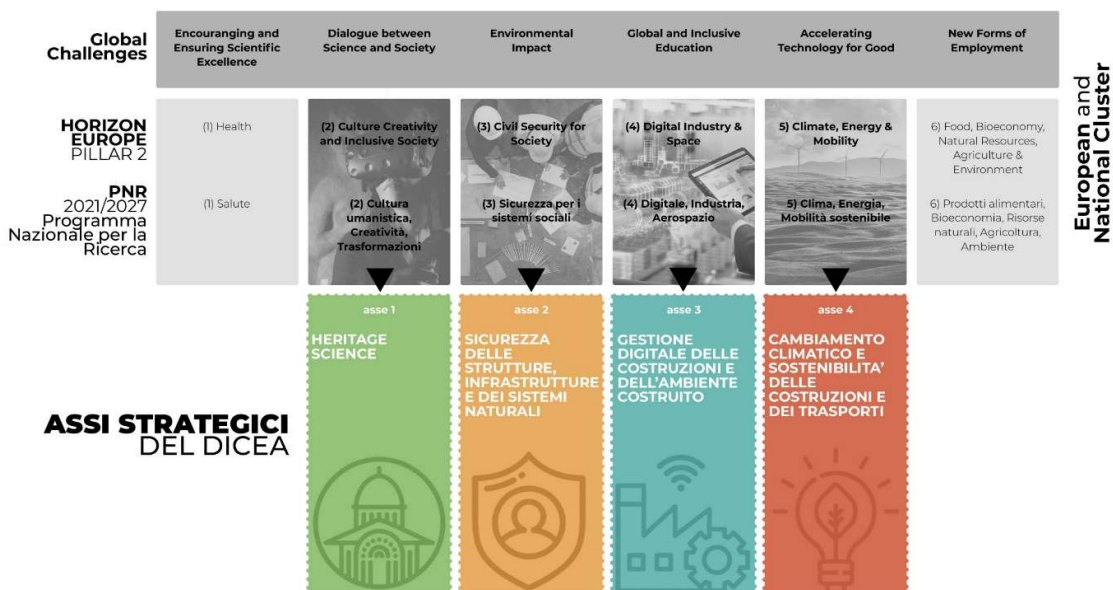 Global
Challenges
Encouranging and
Ensuring Scientific
Excellence
Dialogue between
Science and Society
Environmental
Impact
Global and Inclusive
Education
Accelerating
Technology for Good
New Forms of
Employment
HORIZON
EUROPE
PILLAR 2
(1) Health
(2) Culture Creativity
and Inclusive Society
(3) Civil Security for
Society
(4) Digital Industry &
Space
5) Climate, Energy &
Mobility
6) Food, Bioeconomy,
Natural Resources,
Agriculture &
Environment
PNR
2021/2027
Programma
Nazionale per la
Ricerca
(1) Salute
(2) Cultura
umanistica,
Creatività,
Trasformazioni
(3) Sicurezza per i
sistemi sociali
(4) Digitale, Industria,
Aerospazio
5) Clima, Energia,
Mobilità sostenibile
6) Prodotti alimentari,
Bioeconomia, Risorse
naturali, Agricoltura,
Ambiente
European and
National Cluster
ASSI STRATEGICI
DEL DICEA
asse 1
HERITAGE
SCIENCE
asse 2
SICUREZZA
DELLE
STRUTTURE,
INFRASTRUTTURE
E DEI SISTEMI
NATURALI
asse 3
GESTIONE
DIGITALE DELLE
COSTRUZIONI E
DELL'AMBIENTE
COSTRUITO
asse 4
CAMBIAMENTO
CLIMATICO E
SOSTENIBILITA'
DELLE
COSTRUZIONI E
DEI TRASPORTI